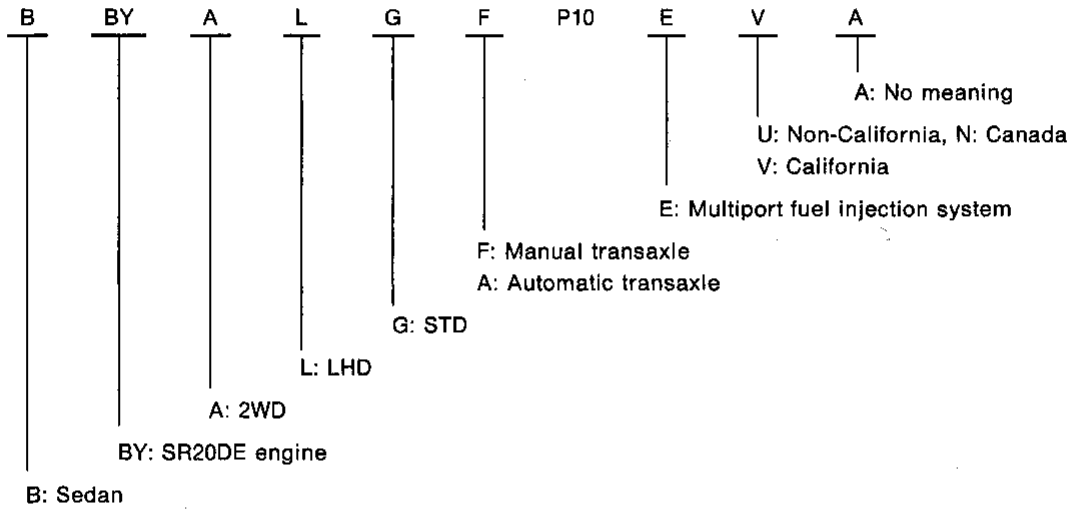 B BY A L G F P10 E V A
A: No meaning
U: Non-California, N: Canada
V: California
E: Multiport fuel injection system
F: Manual transaxle
A: Automatic transaxle
G: STD
L: LHD
A: 2WD
BY: SR20DE engine
B: Sedan